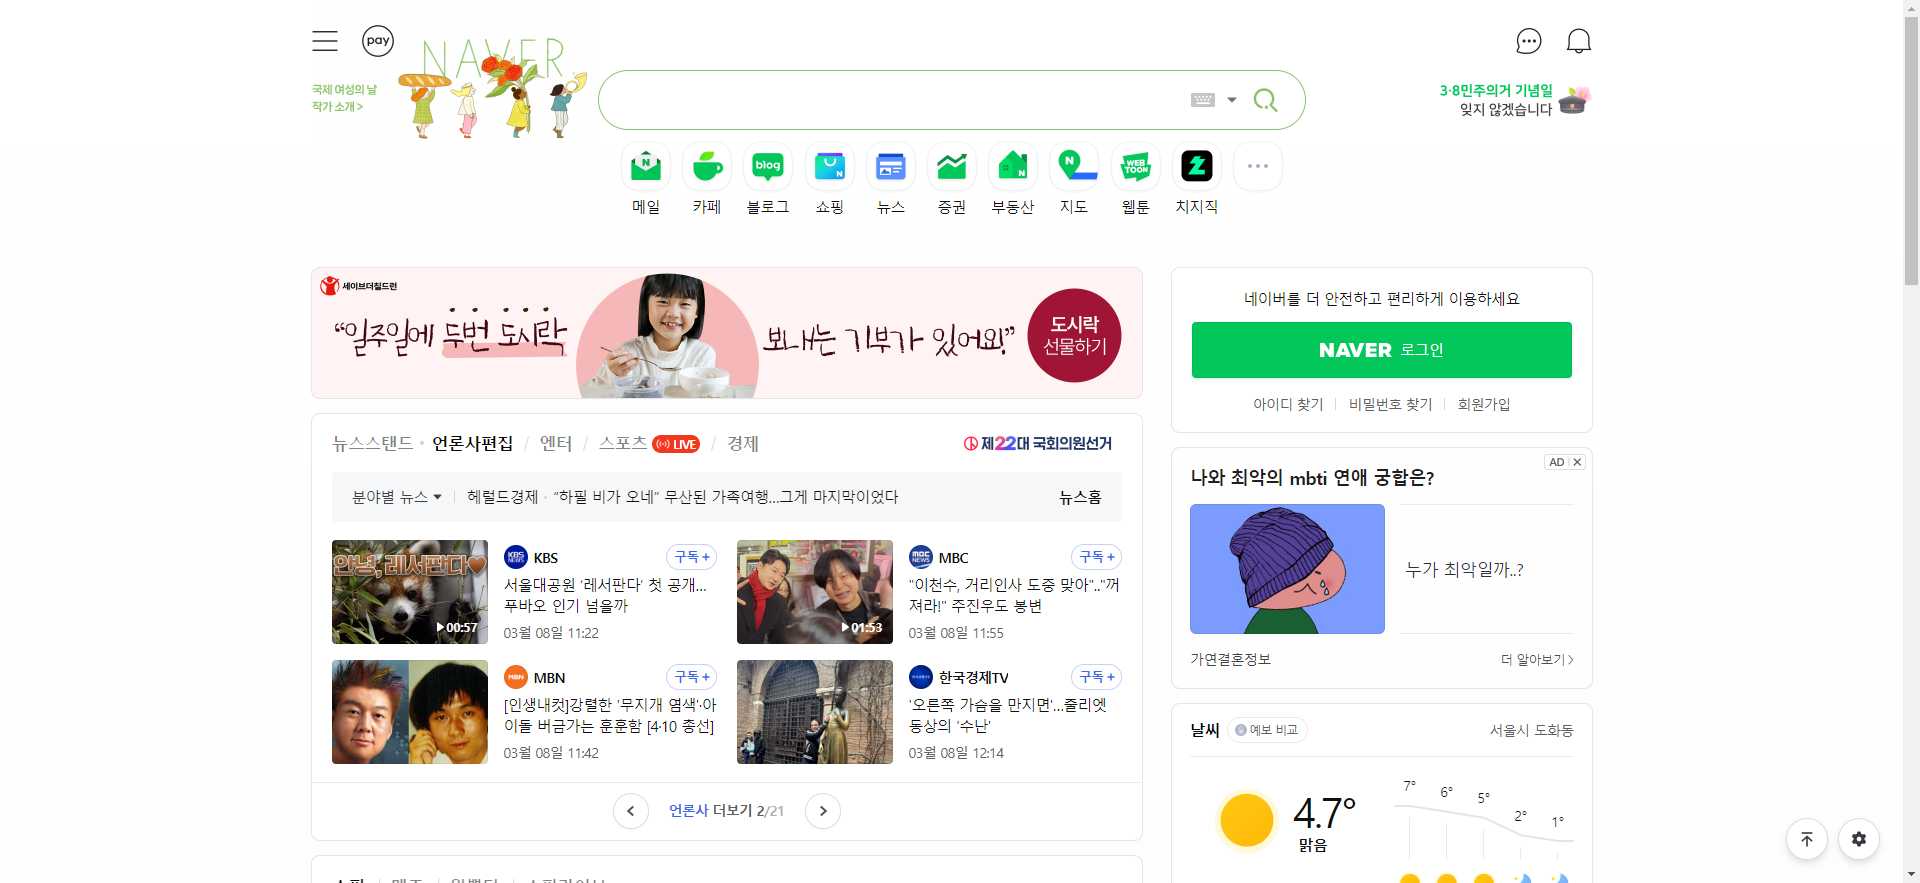 pay
NAVER
국제 여성의 날
작가 소개 >
3·8민주의거 기념일
잊지 않겠습니다
N
blog
N
N
N
WEB
TOON
메일
카페
블로그
쇼핑
뉴스
증권
부동산
지도
웹툰
치지직
세이브더칠드런
“일주일에 두번 도시락
보내는 기부가 있어요!”
도시락
선물하기
네이버를 더 안전하고 편리하게 이용하세요
NAVER 로그인
아이디 찾기
비밀번호 찾기
회원가입
뉴스스탠드 · 언론사편집 / 엔터 / 스포츠 LIVE / 경제
제22대 국회의원선거
분야별 뉴스
헤럴드경제 · “하필 비가 오네” 무산된 가족여행...그게 마지막이었다
뉴스홈
안녕, 레서판다
00:57
KBS NEWS
KBS
구독 +
서울대공원 '레서판다' 첫 공개...
푸바오 인기 넘을까
03월 08일 11:22
01:53
MBC NEWS
MBC
구독 +
"이천수, 거리인사 도중 맞아".."꺼
져라!" 주진우도 봉변
03월 08일 11:55
MBN
MBN
구독 +
[인생내컷]강렬한 '무지개 염색'·아
이돌 버금가는 훈훈함 [4·10 총선]
03월 08일 11:42
한국경제TV
구독 +
'오른쪽 가슴을 만지면'...줄리엣
동상의 '수난'
03월 08일 12:14
언론사 더보기 2/21
AD
나와 최악의 mbti 연애 궁합은?
누가 최악일까..?
가연결혼정보
더 알아보기 >
날씨
예보 비교
서울시 도화동
4.7°
맑음
7°
6°
5°
2°
1°